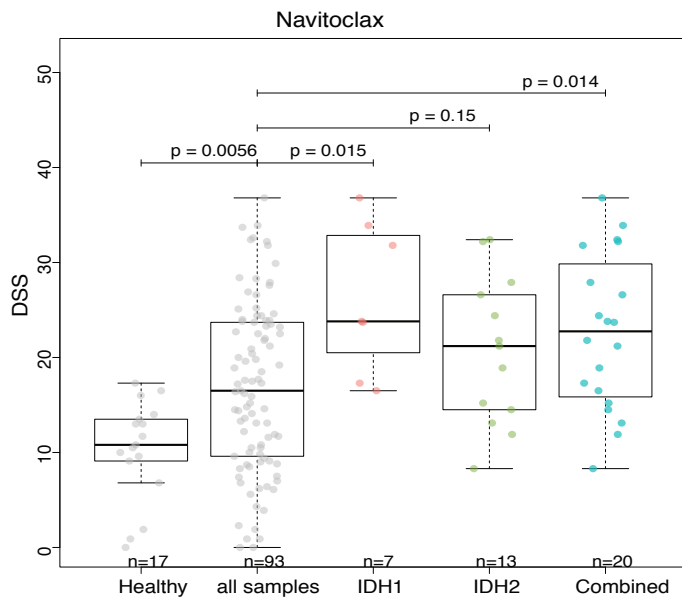 Navitoclax
p = 0.014
p = 0.15
p = 0.0056
p = 0.015
DSS
50
40
30
20
10
0
n=17
n=93
n=7
n=13
n=20
Healthy
all samples
IDH1
IDH2
Combined